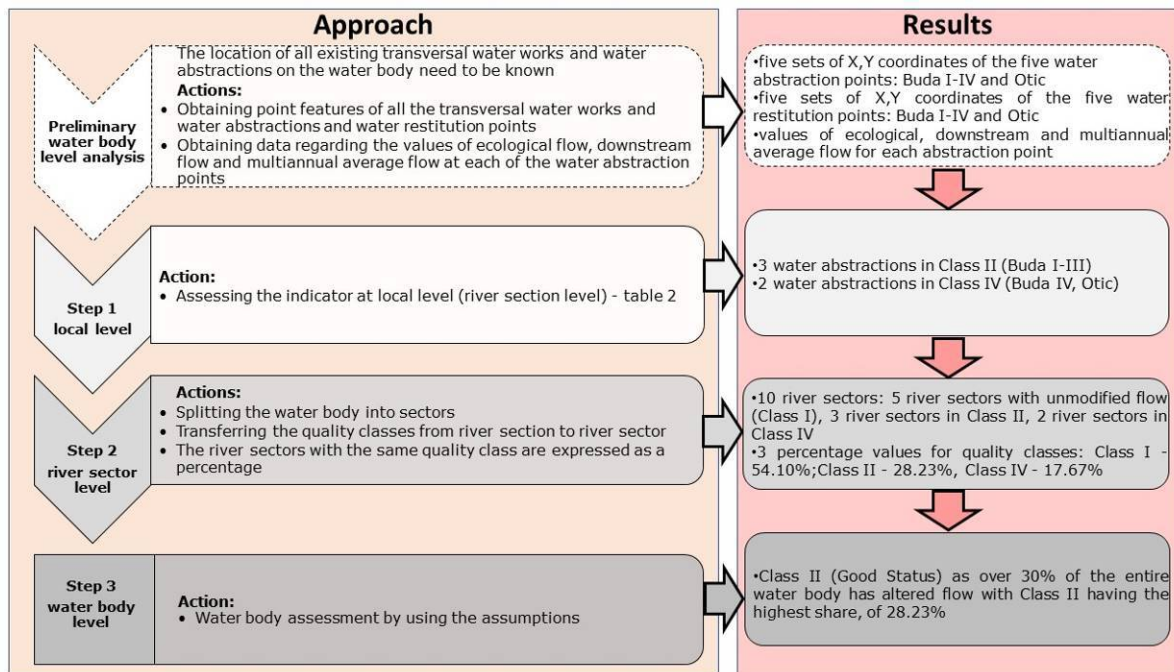 Approach
Results
Preliminary
water body
level analysis
The location of all existing transversal water works and water
abstractions on the water body need to be known
Actions:
• Obtaining point features of all the transversal water works and
water abstractions and water restitution points
• Obtaining data regarding the values of ecological flow, downstream
flow and multiannual average flow at each of the water abstraction
points
•five sets of X,Y coordinates of the five water
abstraction points: Buda I-IV and Otic
•five sets of X,Y coordinates of the five water
restitution points: Buda I-IV and Otic
•values of ecological, downstream and multiannual
average flow for each abstraction point
Step 1
local level
Action:
• Assessing the indicator at local level (river section level) - table 2
•3 water abstractions in Class II (Buda I-III)
•2 water abstractions in Class IV (Buda IV, Otic)
Step 2
river sector
level
Actions:
• Splitting the water body into sectors
• Transferring the quality classes from river section to river sector
• The river sectors with the same quality class are expressed as a
percentage
•10 river sectors: 5 river sectors with unmodified flow
(Class I), 3 river sectors in Class II, 2 river sectors in
Class IV
•3 percentage values for quality classes: Class I -
54.10%;Class II - 28.23%, Class IV - 17.67%
Step 3
water body
level
Action:
• Water body assessment by using the assumptions
•Class II (Good Status) as over 30% of the entire
water body has altered flow with Class II having the
highest share, of 28.23%